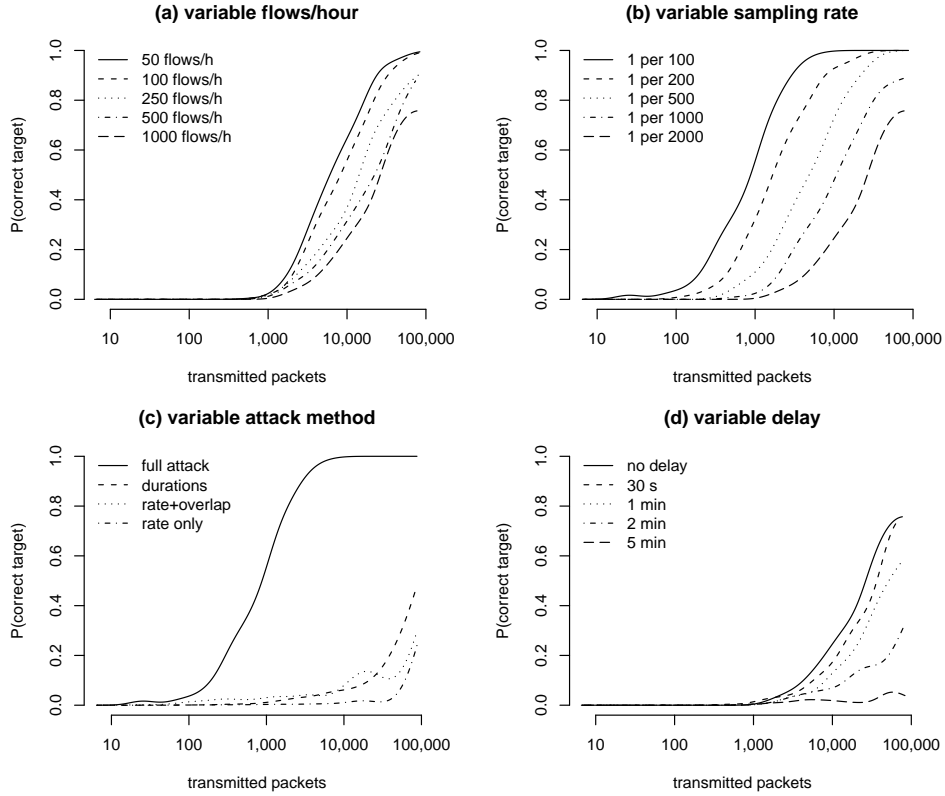 (a) variable flows/hour
P(correct target)
0.0 0.2 0.4 0.6 0.8 1.0
50 flows/h
100 flows/h
250 flows/h
500 flows/h
1000 flows/h
10 100 1,000 10,000 100,000
transmitted packets
(b) variable sampling rate
P(correct target)
0.0 0.2 0.4 0.6 0.8 1.0
1 per 100
1 per 200
1 per 500
1 per 1000
1 per 2000
10 100 1,000 10,000 100,000
transmitted packets
(c) variable attack method
P(correct target)
0.0 0.2 0.4 0.6 0.8 1.0
full attack
durations
rate+overlap
rate only
10 100 1,000 10,000 100,000
transmitted packets
(d) variable delay
P(correct target)
0.0 0.2 0.4 0.6 0.8 1.0
no delay
30 s
1 min
2 min
5 min
10 100 1,000 10,000 100,000
transmitted packets